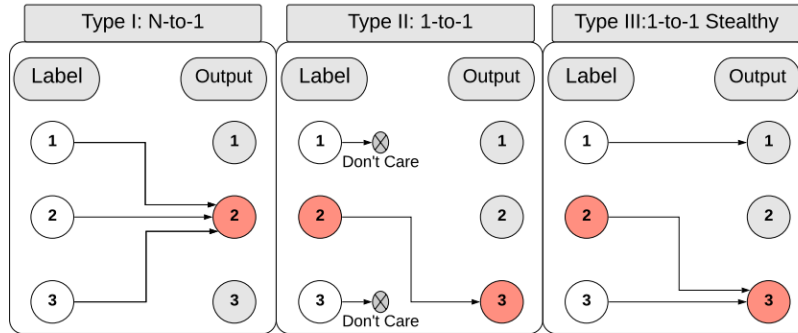 Type I: N-to-1
Label
Output
1
1
2
2
3
3
Type II: 1-to-1
Label
Output
1
Don't Care
1
2
2
3
Don't Care
3
Type III:1-to-1 Stealthy
Label
Output
1
1
2
2
3
3